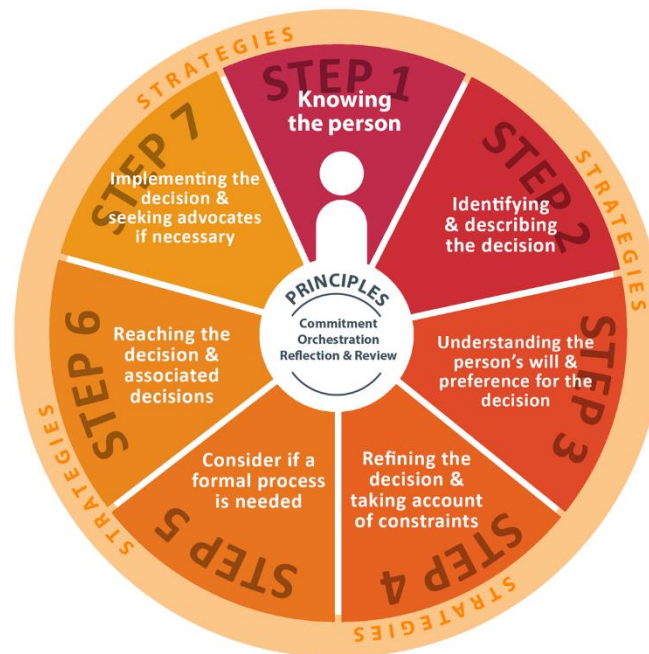 STRATEGIES
STEP 1
Knowing
the person
STEP 2
Identifying
& describing
the decision
STRATEGIES
STEP 3
Understanding the
person's will &
preference for the
decision
STEP 4
Refining the
decision &
taking account
of constraints
STRATEGIES
STEP 5
Consider if a
formal process
is needed
STEP 6
Reaching the
decision &
associated
decisions
STRATEGIES
STEP 7
Implementing the
decision &
seeking advocates
if necessary
PRINCIPLES
Commitment
Orchestration
Reflection & Review